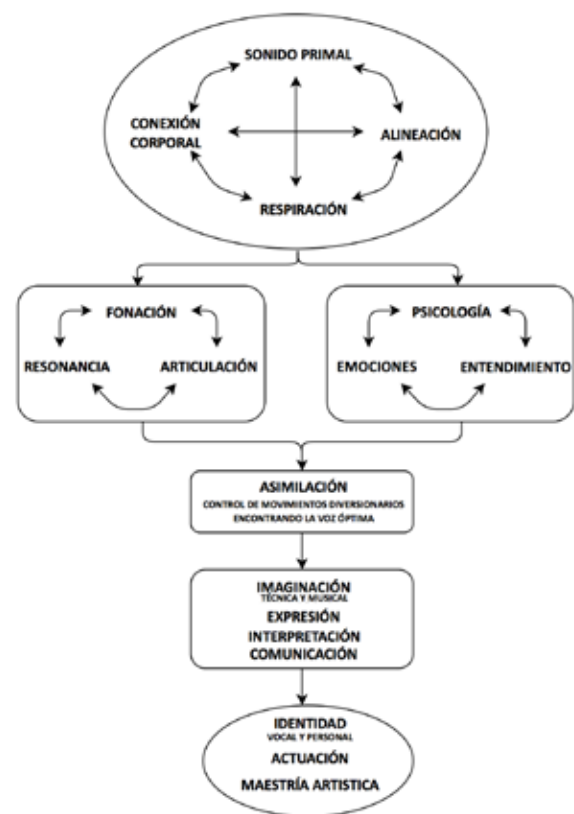 SONIDO PRIMAL
CONEXIÓN
CORPORAL
ALINEACIÓN
RESPIRACIÓN
FONACIÓN
RESONANCIA
ARTICULACIÓN
PSICOLOGÍA
EMOCIONES
ENTENDIMIENTO
ASIMILACIÓN
CONTROL DE MOVIMIENTOS DIVERSIONARIOS
ENCONTRANDO LA VOZ ÓPTIMA
IMAGINACIÓN
TÉCNICA Y MUSICAL
EXPRESIÓN
INTERPRETACIÓN
COMUNICACIÓN
IDENTIDAD
VOCAL Y PERSONAL
ACTUACIÓN
MAESTRÍA ARTISTICA